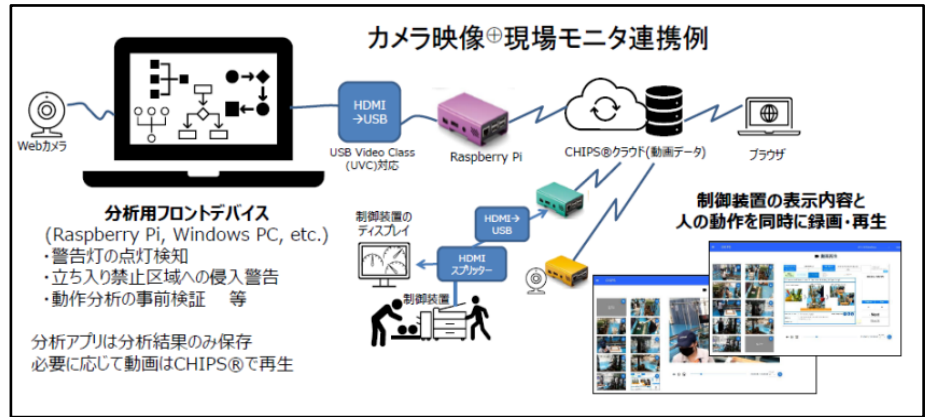 カメラ映像⊕現場モニタ連携例
Webカメラ
HDMI
→USB
USB Video Class
(UVC)対応
Raspberry Pi
CHIPS®クラウド(動画データ)
ブラウザ
分析用フロントデバイス
(Raspberry Pi, Windows PC, etc.)
・警告灯の点灯検知
・立ち入り禁止区域への侵入警告
・動作分析の事前検証 等
分析アプリは分析結果のみ保存
必要に応じて動画はCHIPS®で再生
制御装置の
ディスプレイ
HDMI→
USB
HDMI
スプリッター
制御装置
制御装置の表示内容と
人の動作を同時に録画・再生